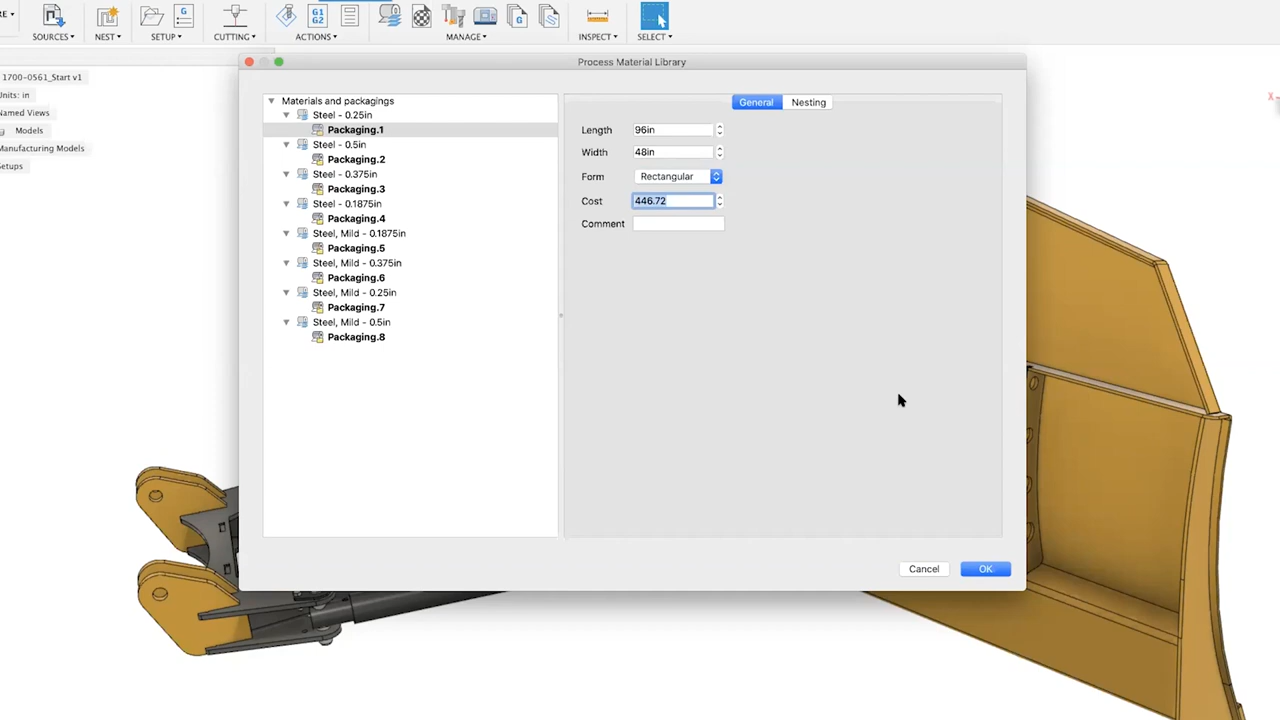 RE ▾
SOURCES ▾
NEST ▾
SETUP ▾
CUTTING ▾
ACTIONS ▾
MANAGE ▾
INSPECT ▾
SELECT ▾
G
G1
G2
G
1700-0561_Start v1
Units: in
Named Views
Models
Manufacturing Models
Setups
X
Process Material Library
Materials and packagings
Steel - 0.25in
Packaging.1
Steel - 0.5in
Packaging.2
Steel - 0.375in
Packaging.3
Steel - 0.1875in
Packaging.4
Steel, Mild - 0.1875in
Packaging.5
Steel, Mild - 0.375in
Packaging.6
Steel, Mild - 0.25in
Packaging.7
Steel, Mild - 0.5in
Packaging.8
General Nesting
Length 96in
Width 48in
Form Rectangular
Cost 446.72
Comment
Cancel OK